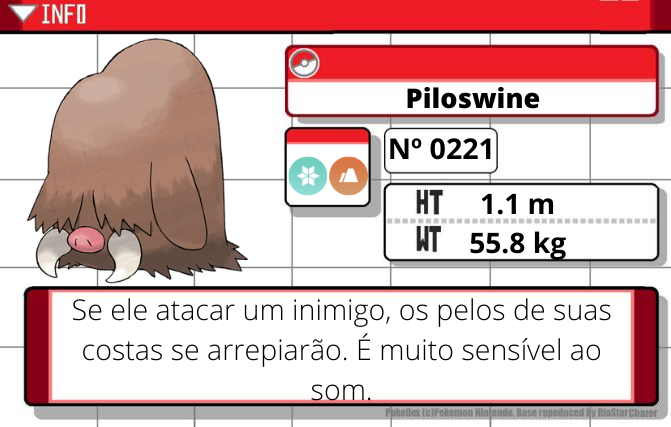 INFO
Piloswine
Nº 0221
HT 1.1 m
WT 55.8 kg
Se ele atacar um inimigo, os pelos de suas
costas se arrepiarão. É muito sensível ao
som.
PokeDex (c)Pokemon Nintendo. Base reproduced by RiaStarChazer